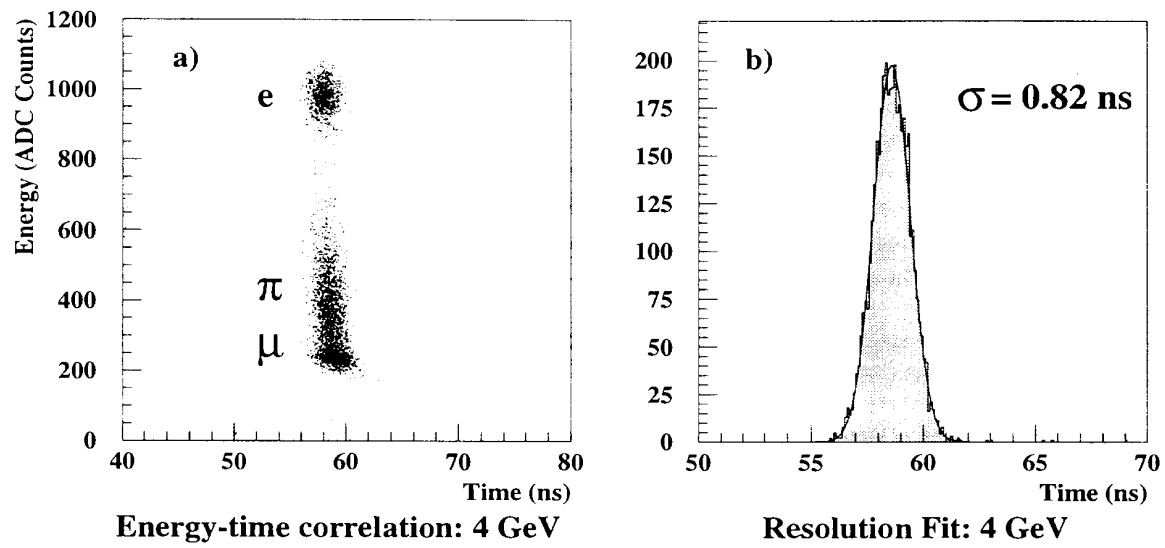 a)
b)
Energy (ADC Counts)
1200
1000
800
600
400
200
0
e
π
μ
40 50 60 70 80
Time (ns)
Energy-time correlation: 4 GeV
200
175
150
125
100
75
50
25
0
σ = 0.82 ns
50 55 60 65 70
Time (ns)
Resolution Fit: 4 GeV